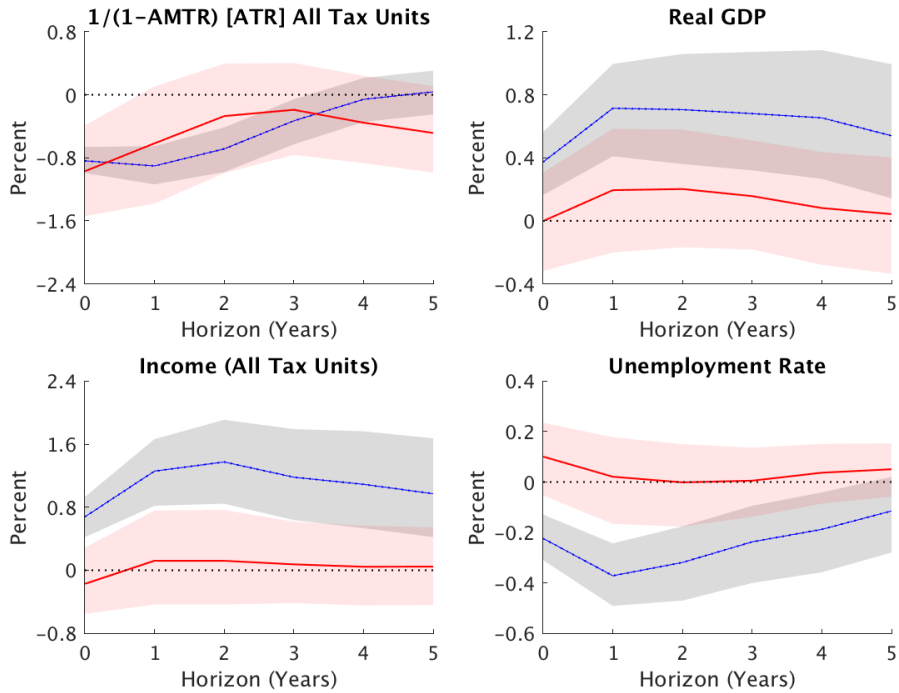 1/(1-AMTR) [ATR] All Tax Units
0.8
0
-0.8
-1.6
-2.4
Percent
0 1 2 3 4 5
Horizon (Years)
Real GDP
1.2
0.8
0.4
0
-0.4
Percent
0 1 2 3 4 5
Horizon (Years)
Income (All Tax Units)
2.4
1.6
0.8
0
-0.8
Percent
0 1 2 3 4 5
Horizon (Years)
Unemployment Rate
0.4
0.2
0
-0.2
-0.4
-0.6
Percent
0 1 2 3 4 5
Horizon (Years)